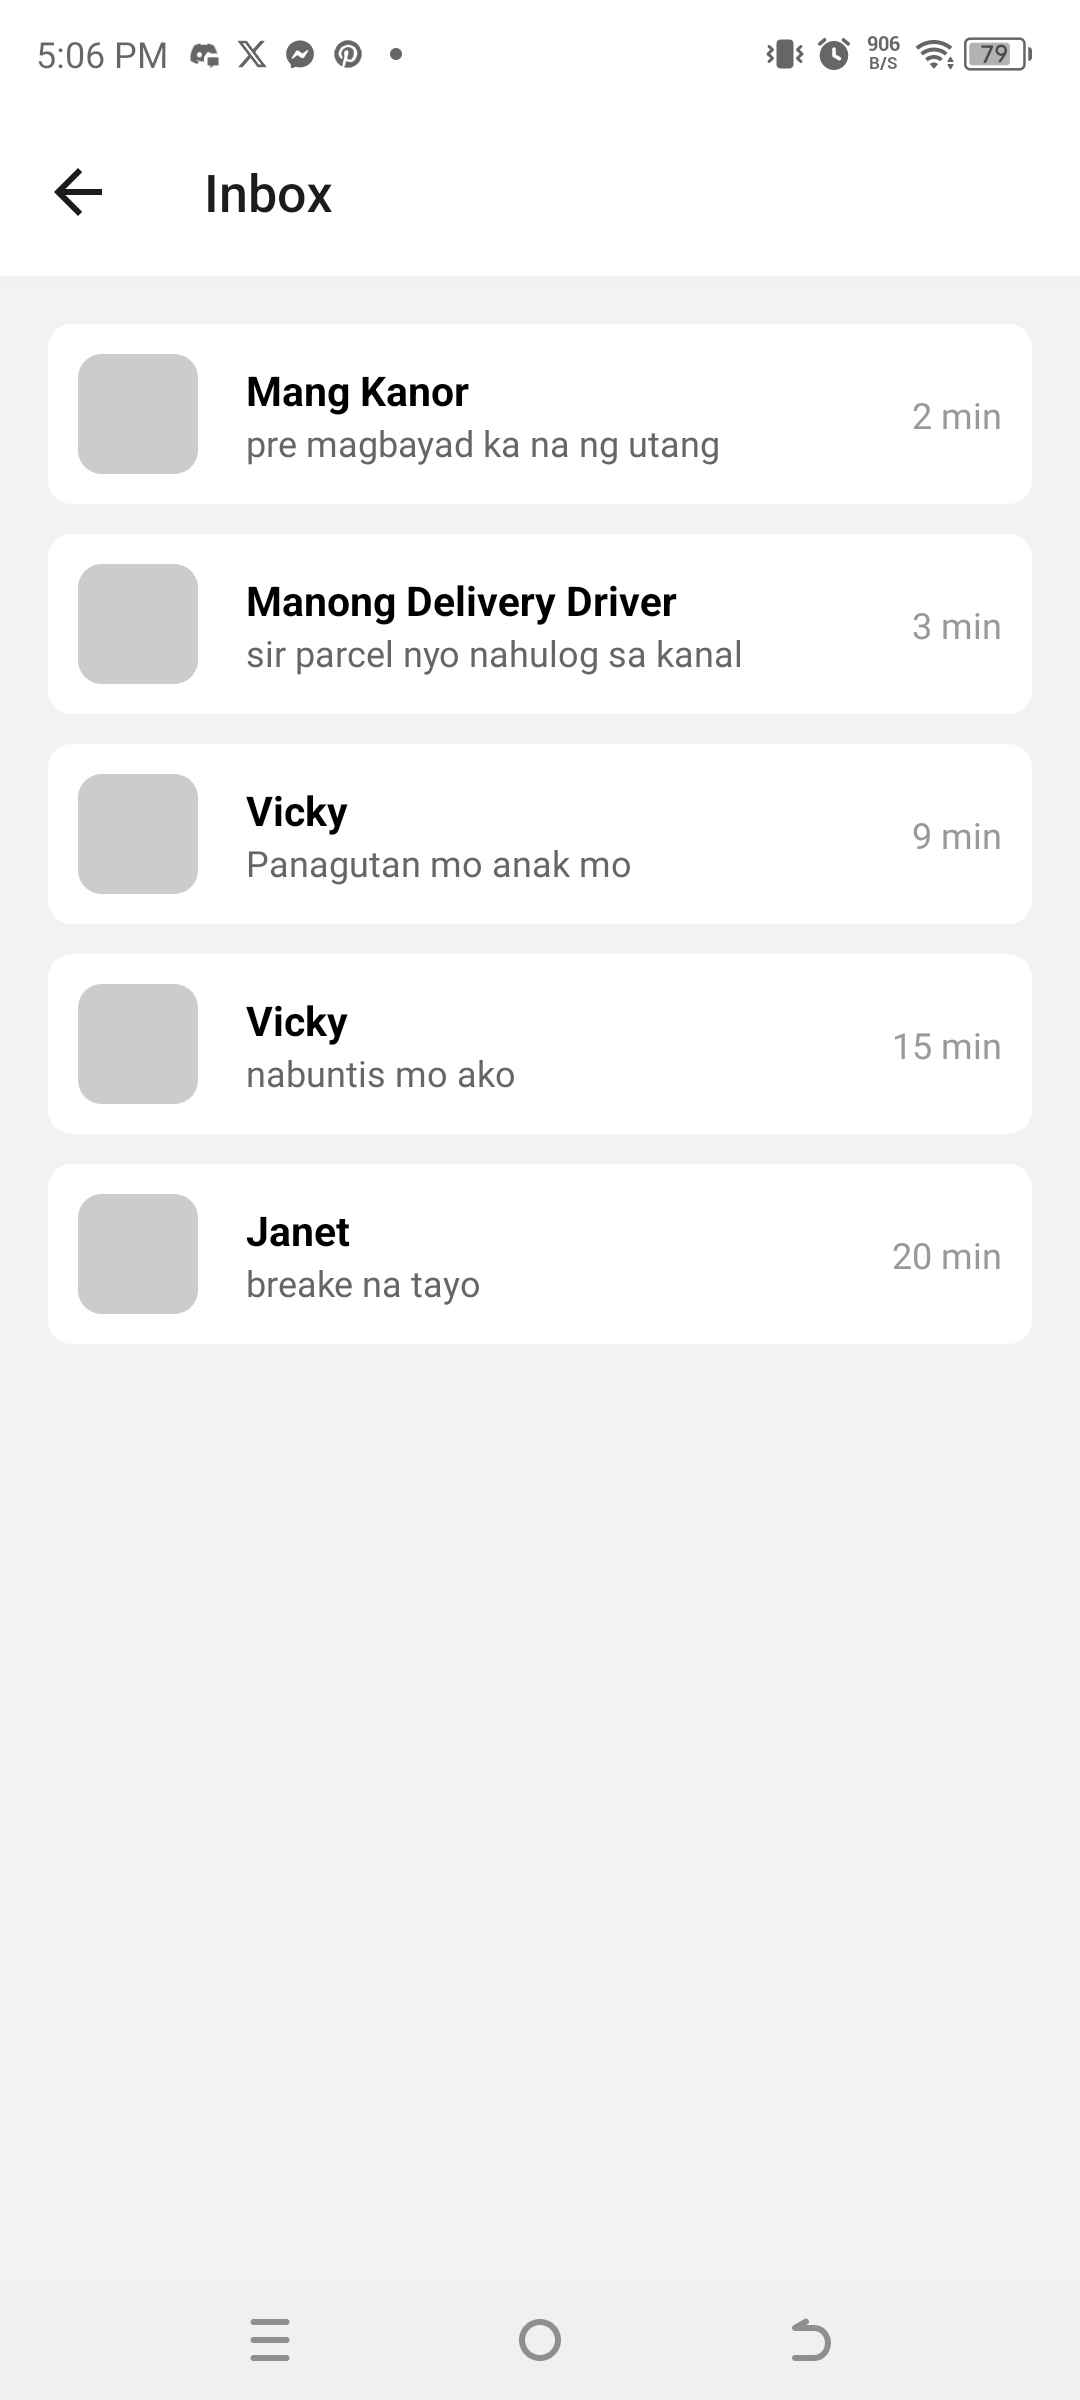 5:06 PM
906
B/S
79
Inbox
Mang Kanor
pre magbayad ka na ng utang
2 min
Manong Delivery Driver
sir parcel nyo nahulog sa kanal
3 min
Vicky
Panagutan mo anak mo
9 min
Vicky
nabuntis mo ako
15 min
Janet
breake na tayo
20 min